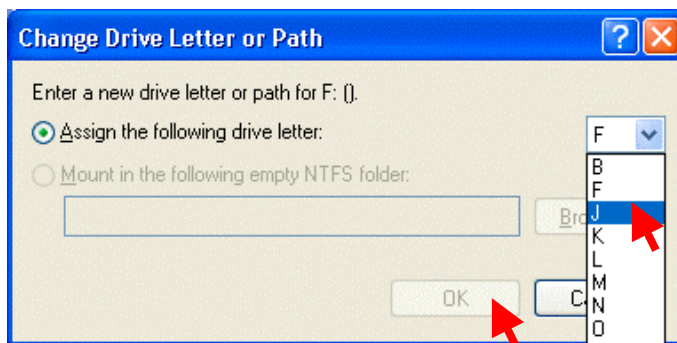 Change Drive Letter or Path
Enter a new drive letter or path for F: ().
Assign the following drive letter:
F
Mount in the following empty NTFS folder:
B
F
J
K
L
M
N
O
Bro
OK
C